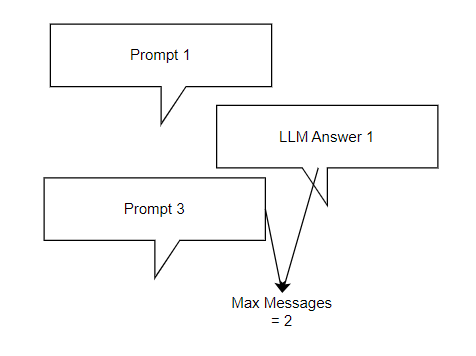 Prompt 1
LLM Answer 1
Prompt 3
Max Messages
= 2